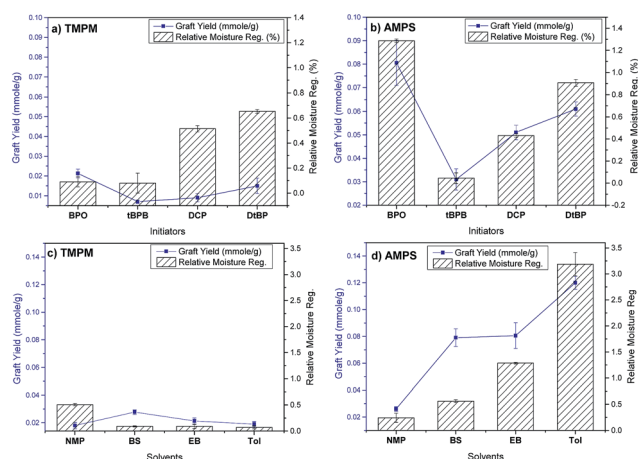 a) TMPM
Graft Yield (mmole/g)
Relative Moisture Reg. (%)
0.10
0.09
0.08
0.07
0.06
0.05
0.04
0.03
0.02
0.01
Graft Yield (mmole/g)
1.4
1.2
1.0
0.8
0.6
0.4
0.2
0.0
Relative Moisture Reg. (%)
BPO tBPB DCP DtBP
Initiators
b) AMPS
Graft Yield (mmole/g)
Relative Moisture Reg. (%)
0.10
0.09
0.08
0.07
0.06
0.05
0.04
0.03
0.02
Graft Yield (mmole/g)
1.4
1.2
1.0
0.8
0.6
0.4
0.2
0.0
-0.2
Relative Moisture Reg. (%)
BPO tBPB DCP DtBP
Initiators
c) TMPM
Graft Yield (mmole/g)
Relative Moisture Reg.
0.14
0.12
0.10
0.08
0.06
0.04
0.02
Graft Yield (mmole/g)
3.5
3.0
2.5
2.0
1.5
1.0
0.5
0.0
Relative Moisture Reg.
NMP BS EB Tol
Solvents
d) AMPS
Graft Yield (mmole/g)
Relative Moisture Reg.
0.14
0.12
0.10
0.08
0.06
0.04
0.02
Graft Yield (mmole/g)
3.5
3.0
2.5
2.0
1.5
1.0
0.5
0.0
Relative Moisture Reg.
NMP BS EB Tol
Solvents